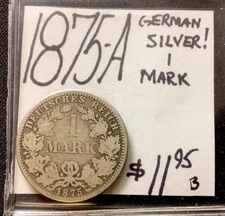 1875-A
GERMAN
SILVER!
1
MARK
DEUTSCHES REICH
1
MARK
1875
$11.95
B